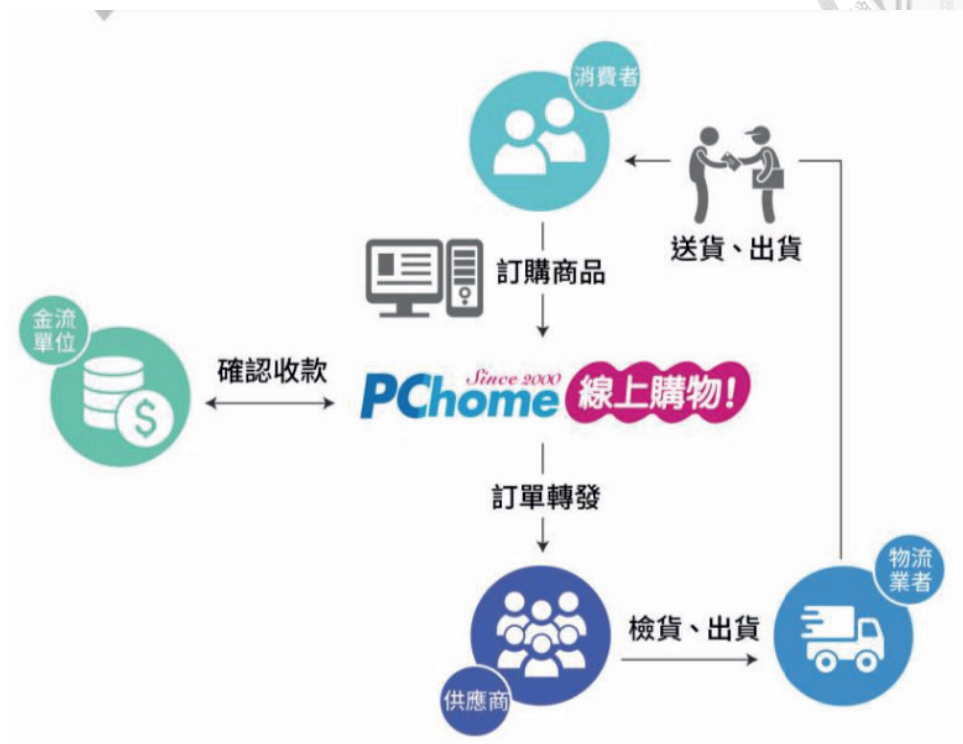 消費者
送貨、出貨
訂購商品
金流
單位
確認收款
Since 2000
PChome 線上購物!
訂單轉發
物流
業者
檢貨、出貨
供應商